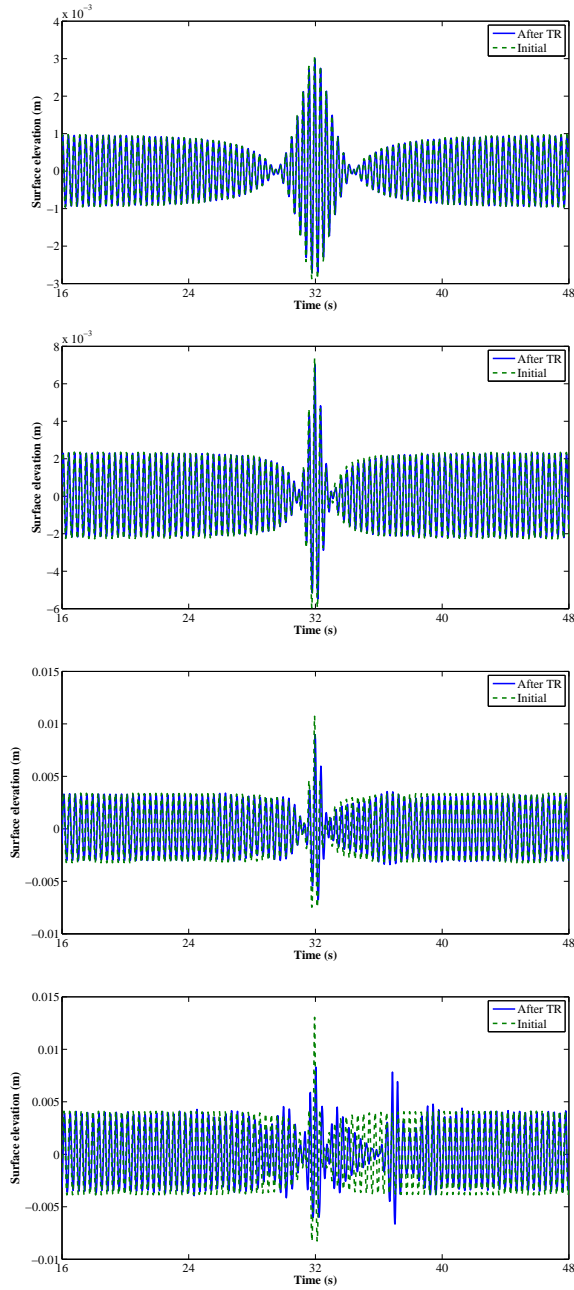 x 10⁻³
4
3
2
1
0
−1
−2
−3
Surface elevation (m)
16 24 32 40 48
Time (s)
After TR
Initial
x 10⁻³
8
6
4
2
0
−2
−4
−6
Surface elevation (m)
16 24 32 40 48
Time (s)
After TR
Initial
0.015
0.01
0.005
0
−0.005
−0.01
Surface elevation (m)
16 24 32 40 48
Time (s)
After TR
Initial
0.015
0.01
0.005
0
−0.005
−0.01
Surface elevation (m)
16 24 32 40 48
Time (s)
After TR
Initial